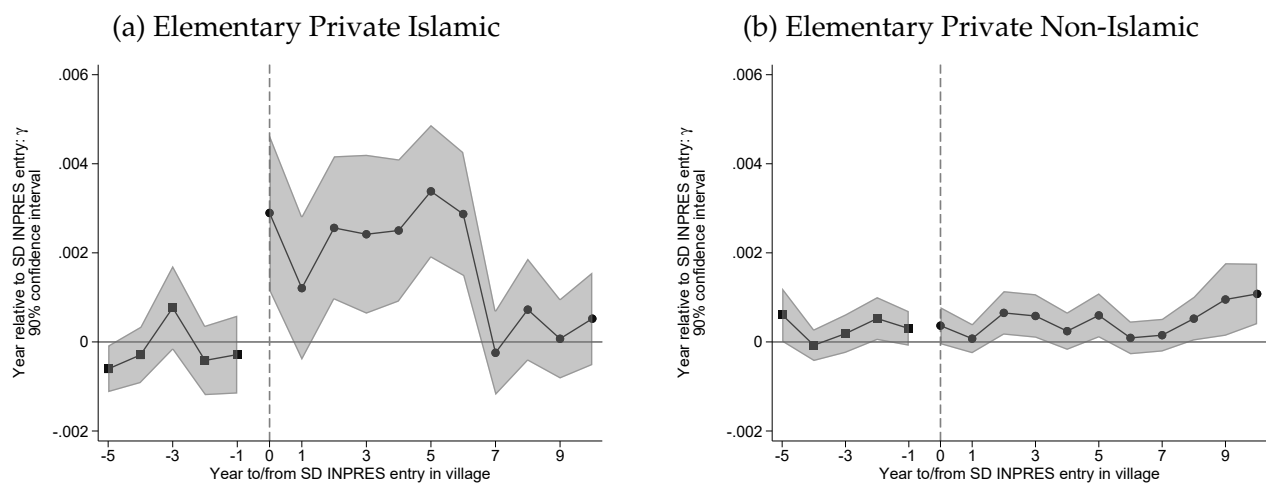 (a) Elementary Private Islamic
.006
.004
.002
0
-.002
Year relative to SD INPRES entry: γ
90% confidence interval
-5 -3 -1 0 1 3 5 7 9
Year to/from SD INPRES entry in village
(b) Elementary Private Non-Islamic
.006
.004
.002
0
-.002
Year relative to SD INPRES entry: γ
90% confidence interval
-5 -3 -1 0 1 3 5 7 9
Year to/from SD INPRES entry in village